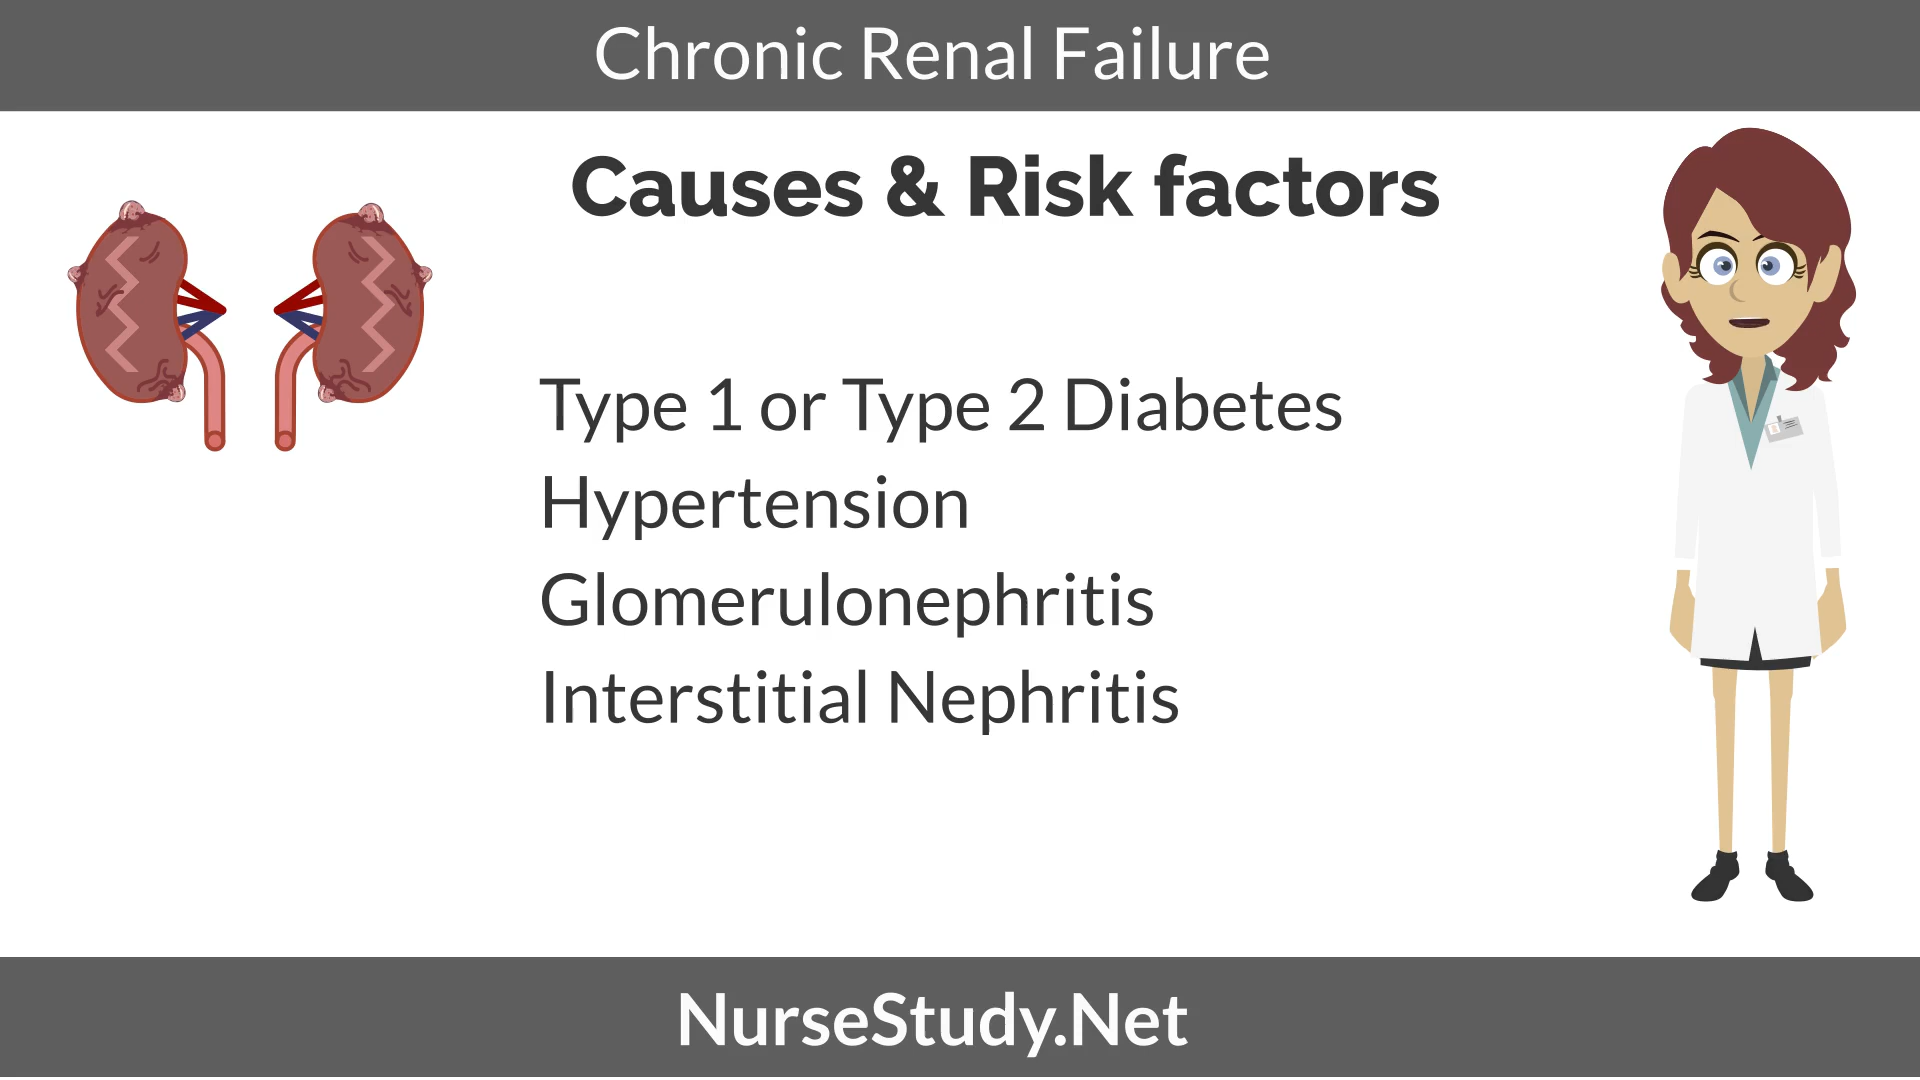 Chronic Renal Failure
Causes & Risk factors
Type 1 or Type 2 Diabetes
Hypertension
Glomerulonephritis
Interstitial Nephritis
NurseStudy.Net